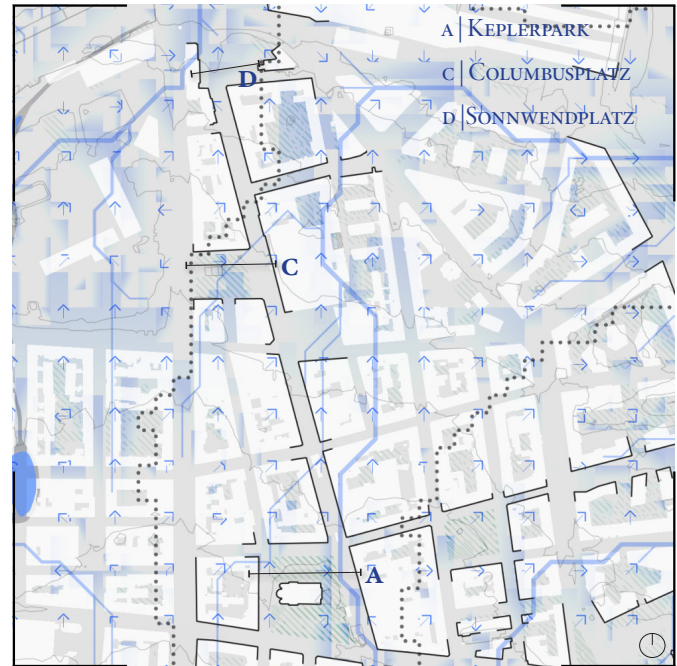 A|KEPLERPARK
C|COLUMBUSPLATZ
D|SONNWENDPLATZ
D
C
A